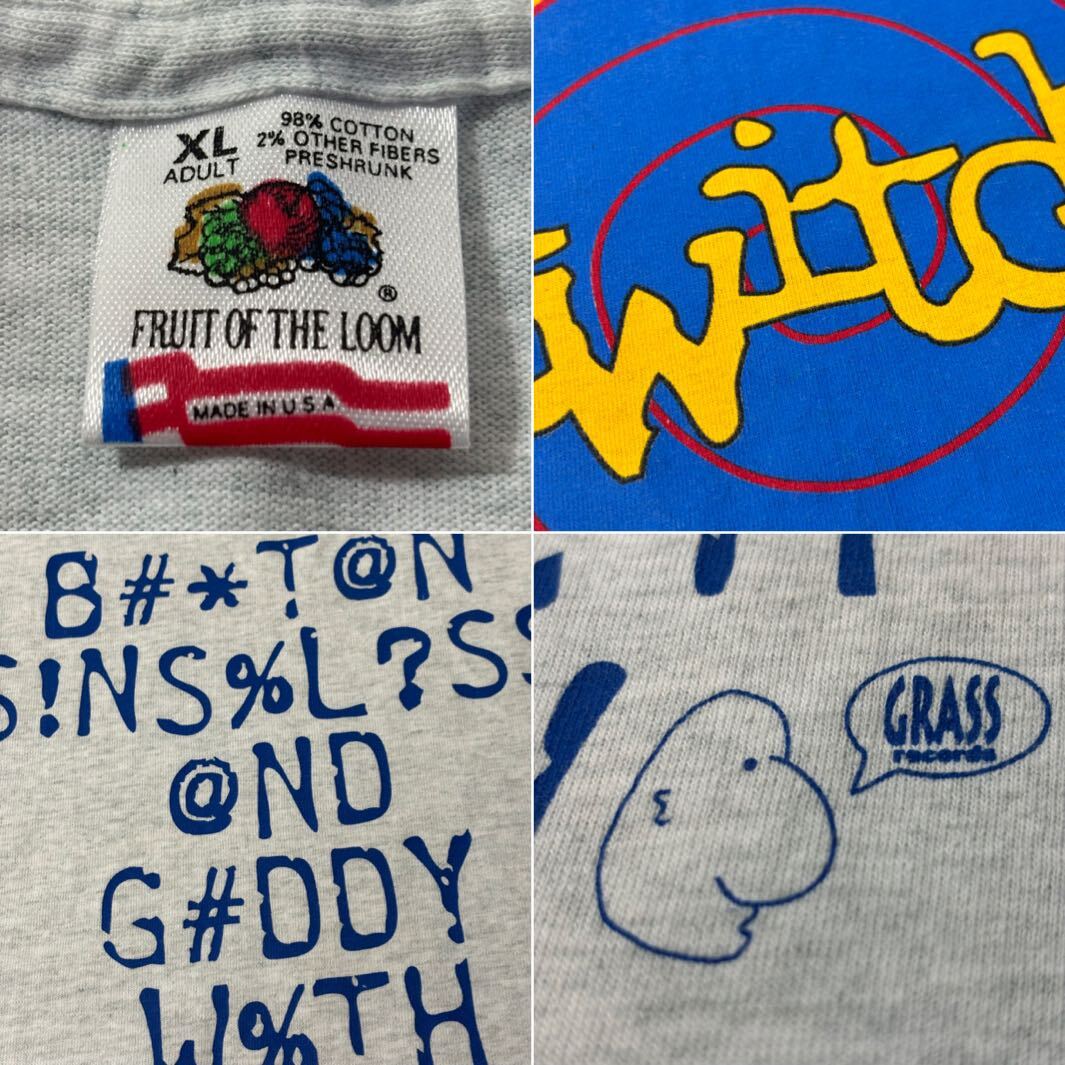 XL
ADULT
98% COTTON
2% OTHER FIBERS
PRESHRUNK
®
FRUIT OF THE LOOM
MADE IN U.S.A.
witch
B#*T@N
S!NS%L?SS
@ND
G#DDY
W%TH
GRASS
records